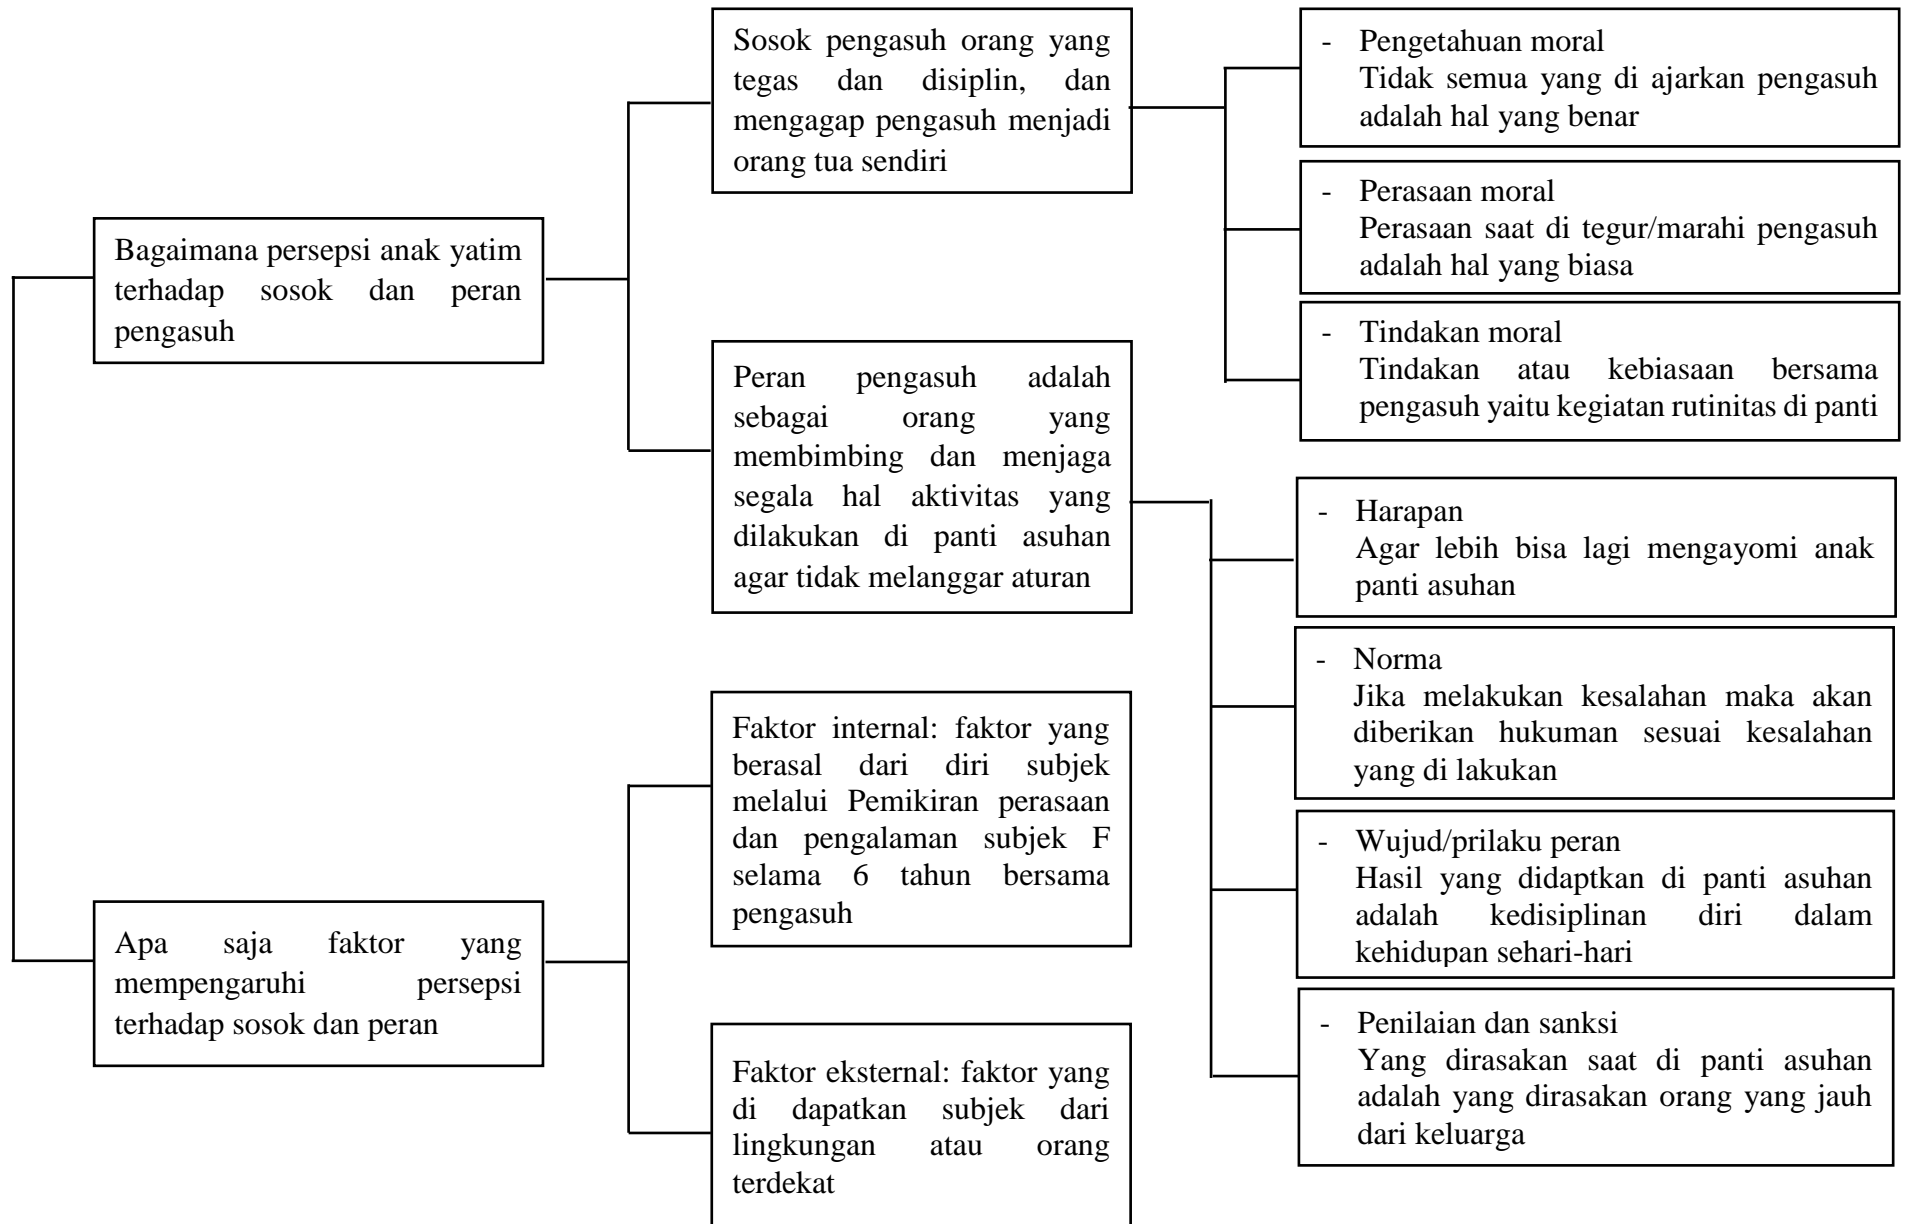 Bagaimana persepsi anak yatim
terhadap sosok dan peran
pengasuh
Sosok pengasuh orang yang
tegas dan disiplin, dan
mengagap pengasuh menjadi
orang tua sendiri
- Pengetahuan moral
Tidak semua yang di ajarkan pengasuh
adalah hal yang benar
- Perasaan moral
Perasaan saat di tegur/marahi pengasuh
adalah hal yang biasa
- Tindakan moral
Tindakan atau kebiasaan bersama
pengasuh yaitu kegiatan rutinitas di panti
Peran pengasuh adalah
sebagai orang yang
membimbing dan menjaga
segala hal aktivitas yang
dilakukan di panti asuhan
agar tidak melanggar aturan
- Harapan
Agar lebih bisa lagi mengayomi anak
panti asuhan
- Norma
Jika melakukan kesalahan maka akan
diberikan hukuman sesuai kesalahan
yang di lakukan
- Wujud/prilaku peran
Hasil yang didaptkan di panti asuhan
adalah kedisiplinan diri dalam
kehidupan sehari-hari
- Penilaian dan sanksi
Yang dirasakan saat di panti asuhan
adalah yang dirasakan orang yang jauh
dari keluarga
Apa saja faktor yang
mempengaruhi persepsi
terhadap sosok dan peran
Faktor internal: faktor yang
berasal dari diri subjek
melalui Pemikiran perasaan
dan pengalaman subjek F
selama 6 tahun bersama
pengasuh
Faktor eksternal: faktor yang
di dapatkan subjek dari
lingkungan atau orang
terdekat